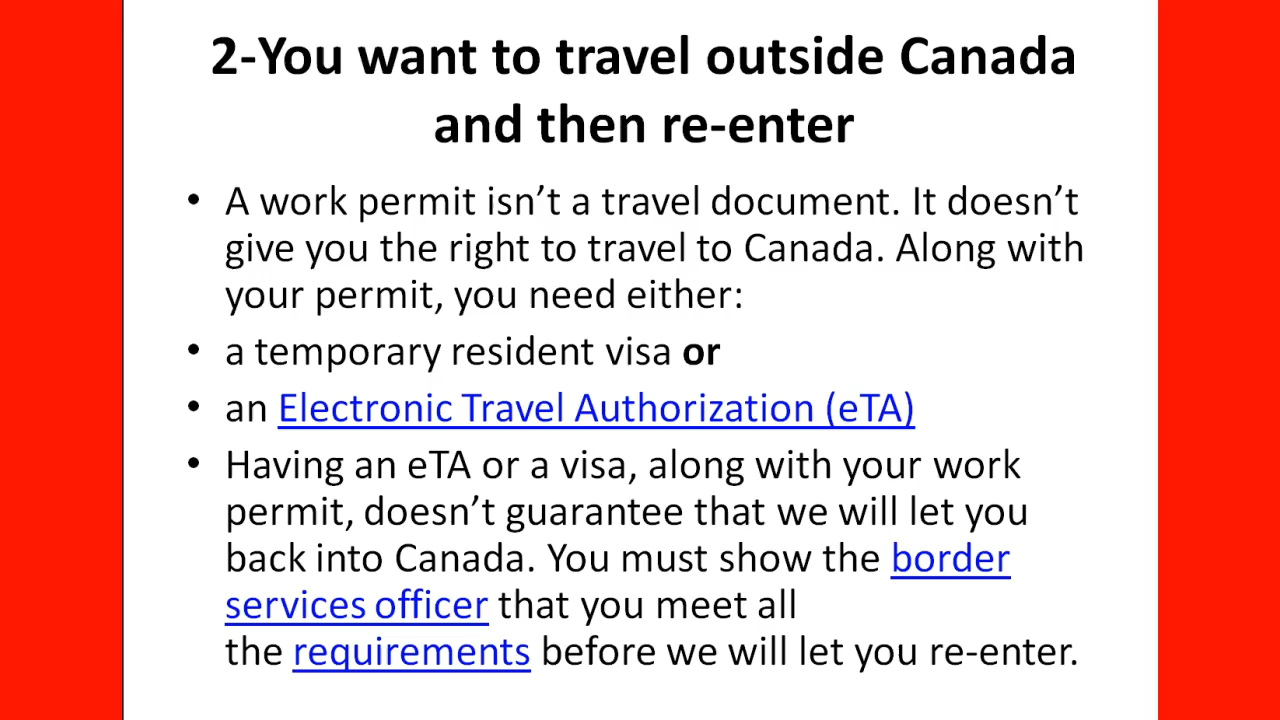 2-You want to travel outside Canada
and then re-enter
• A work permit isn’t a travel document. It doesn’t
give you the right to travel to Canada. Along with
your permit, you need either:
• a temporary resident visa or
• an Electronic Travel Authorization (eTA)
• Having an eTA or a visa, along with your work
permit, doesn’t guarantee that we will let you
back into Canada. You must show the border
services officer that you meet all
the requirements before we will let you re-enter.